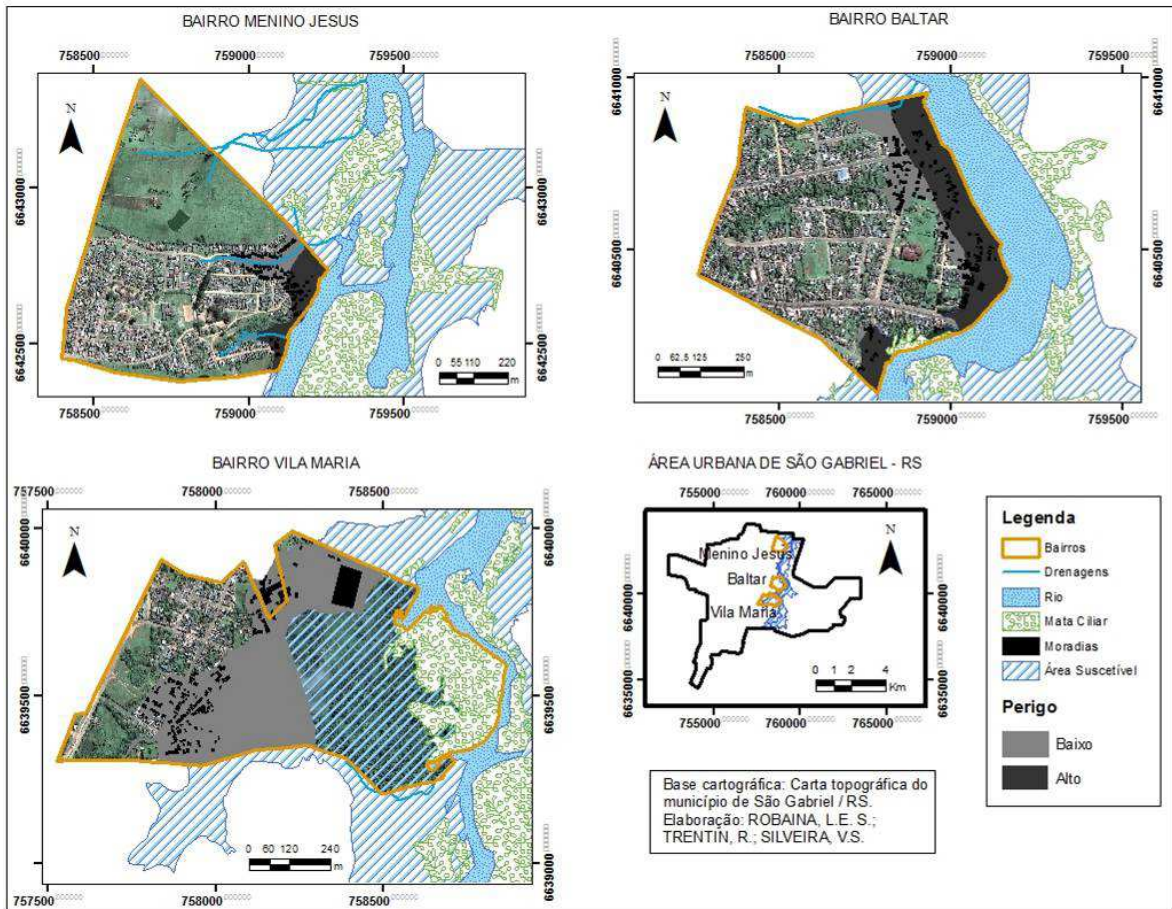 BAIRRO MENINO JESUS
758500
759000
759500
N
6643000
6642500
6643000
6642500
0 55 110 220
m
758500
759000
759500
BAIRRO BALTAR
758500
759000
759500
6641000
6640500
N
6641000
6640500
0 62.5 125 250
m
758500
759000
759500
BAIRRO VILA MARIA
757500
758000
758500
6640000
6639500
6639000
N
6640000
6639500
6639000
0 60 120 240
m
757500
758000
758500
ÁREA URBANA DE SÃO GABRIEL - RS
755000
760000
765000
6640000
6635000
N
Menino Jesus
Baltar
Vila Maria
0 1 2 4
Km
6640000
6635000
755000
760000
765000
Base cartográfica: Carta topográfica do
município de São Gabriel / RS.
Elaboração: ROBAINA, L.E. S.;
TRENTIN, R.; SILVEIRA, V.S.
Legenda
Bairros
Drenagens
Rio
Mata Ciliar
Moradias
Área Suscetível
Perigo
Baixo
Alto